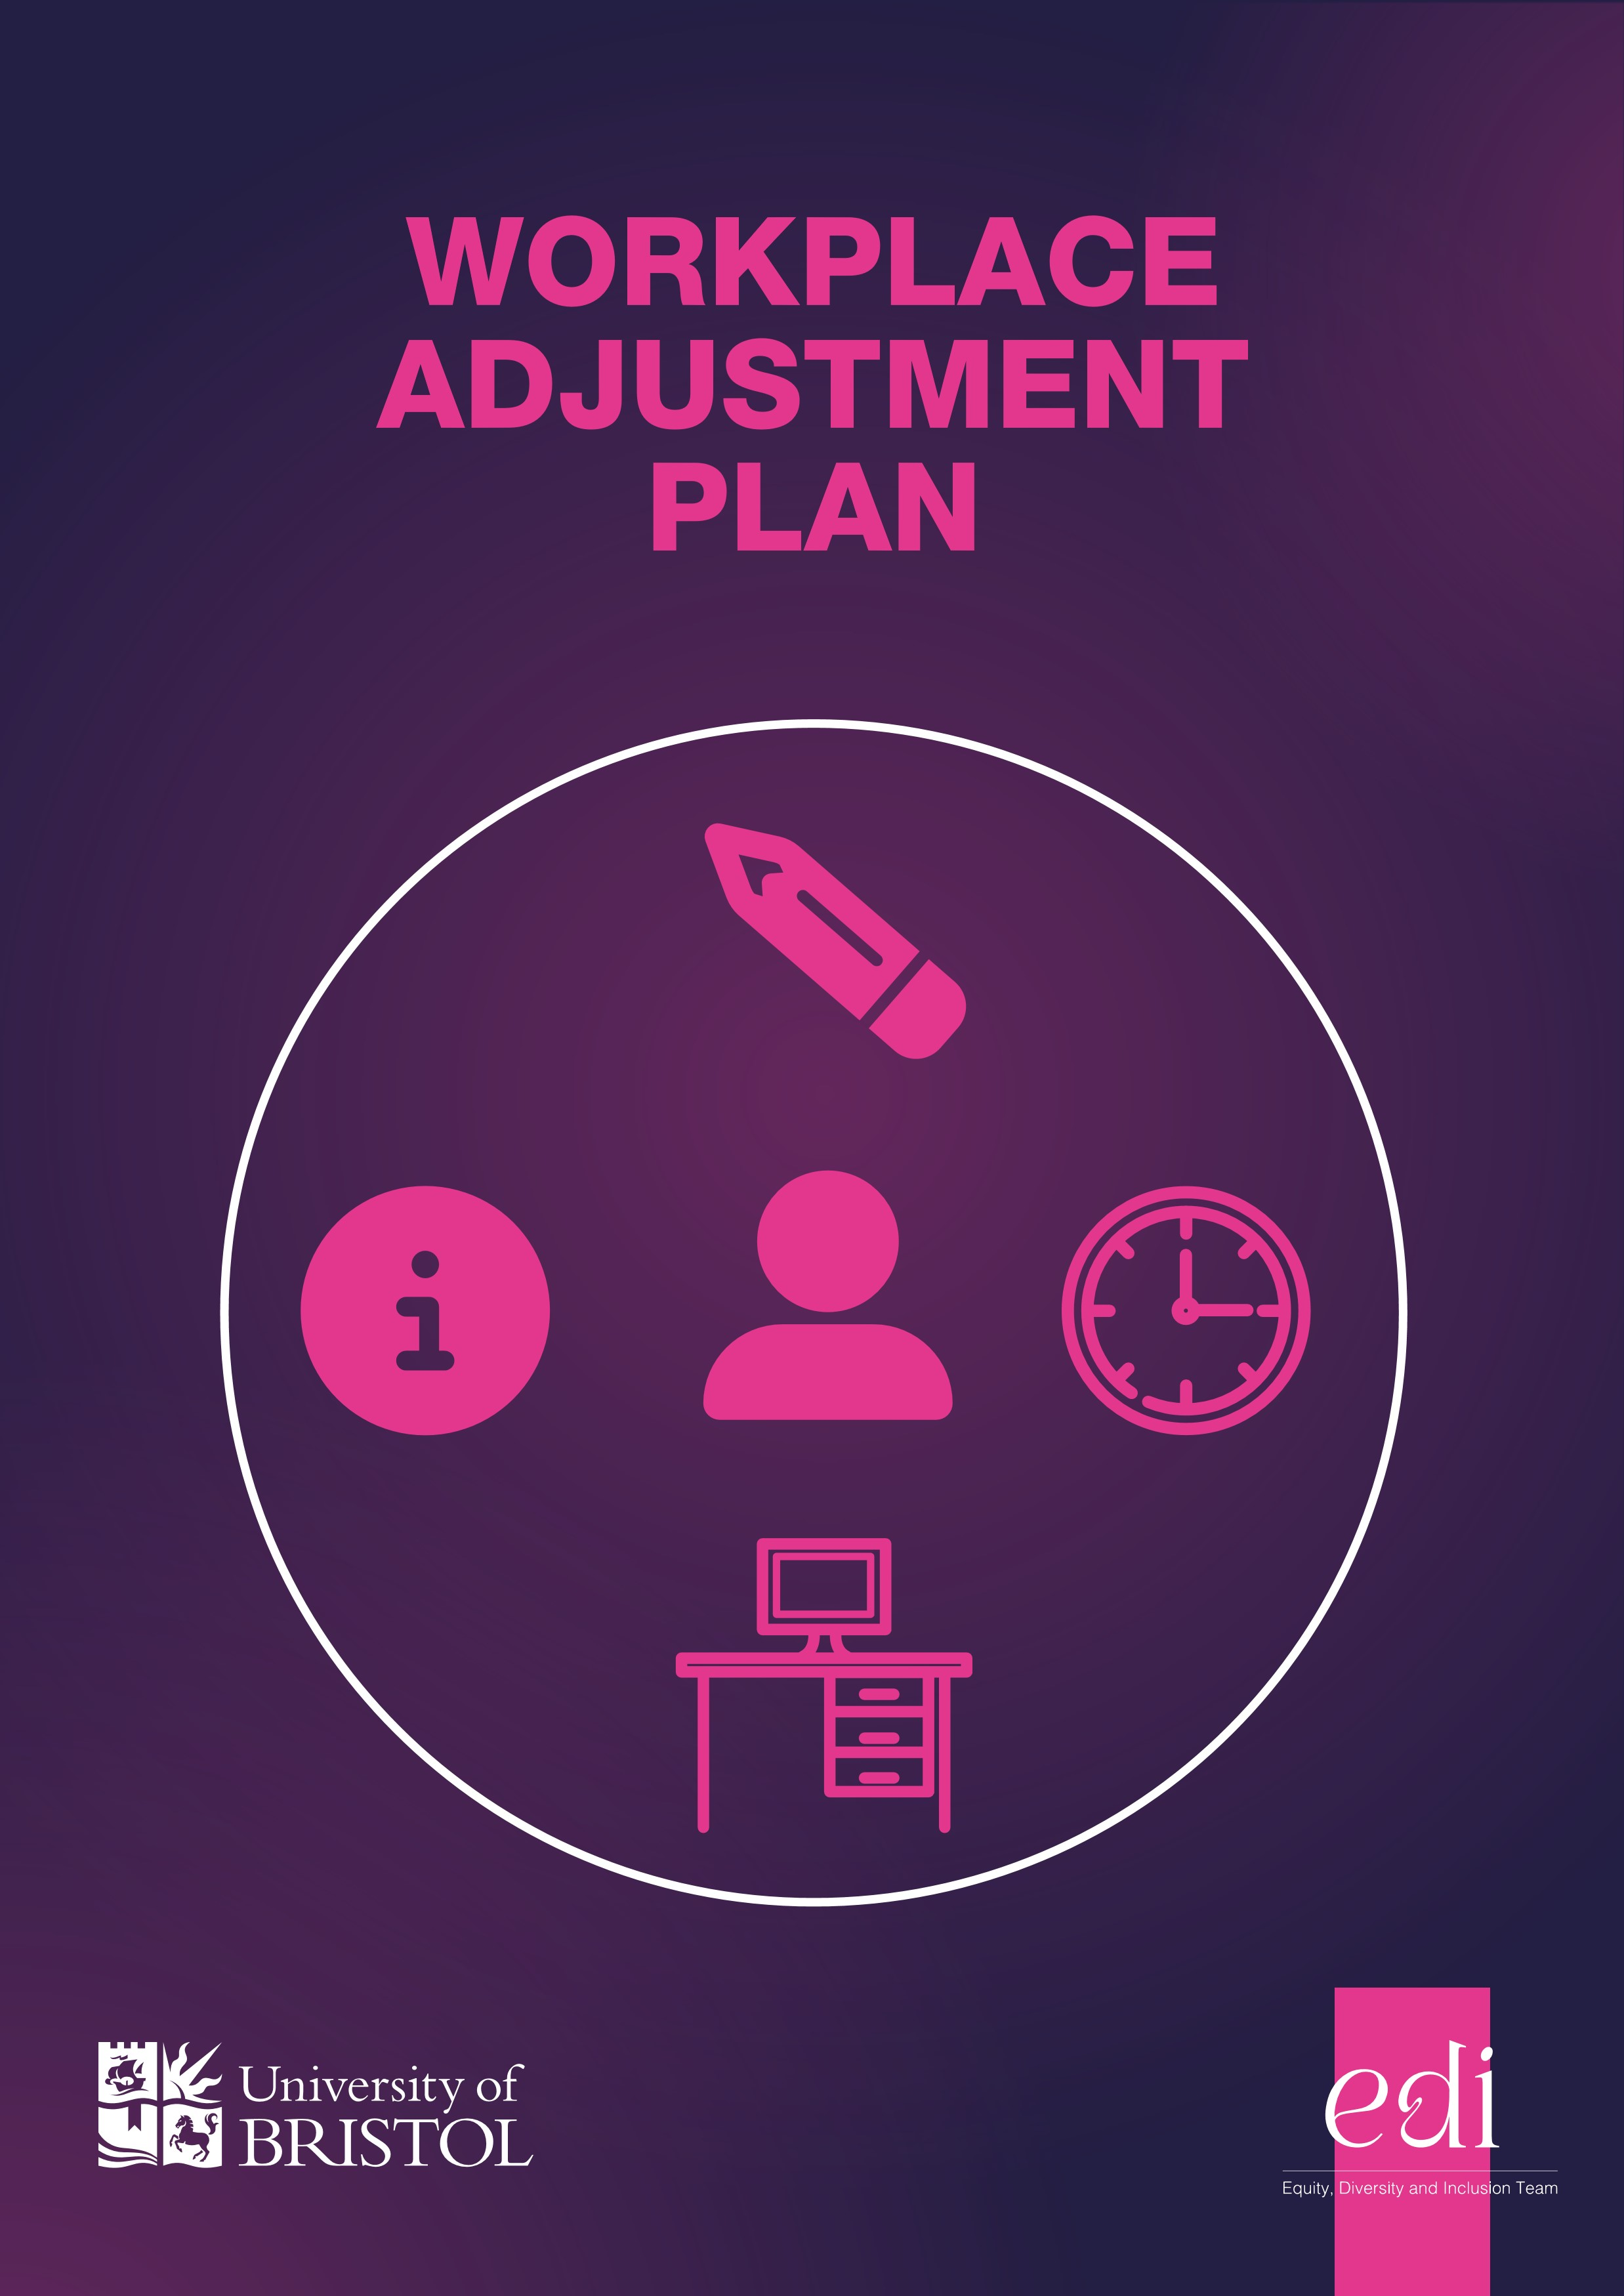 WORKPLACE
ADJUSTMENT
PLAN
University of
BRISTOL
edi
Equity, Diversity and Inclusion Team